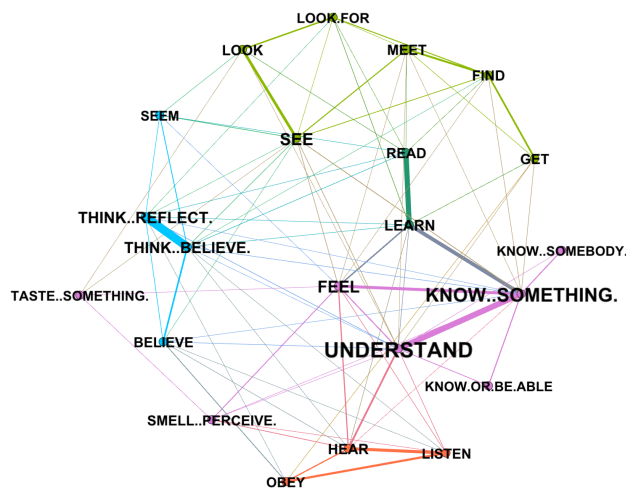 LOOK.FOR
LOOK
MEET
FIND
SEEM
SEE
READ
GET
THINK..REFLECT.
LEARN
THINK..BELIEVE.
KNOW..SOMEBODY.
FEEL
TASTE..SOMETHING.
KNOW..SOMETHING.
BELIEVE
UNDERSTAND
KNOW.OR.BE.ABLE
SMELL..PERCEIVE.
HEAR
LISTEN
OBEY